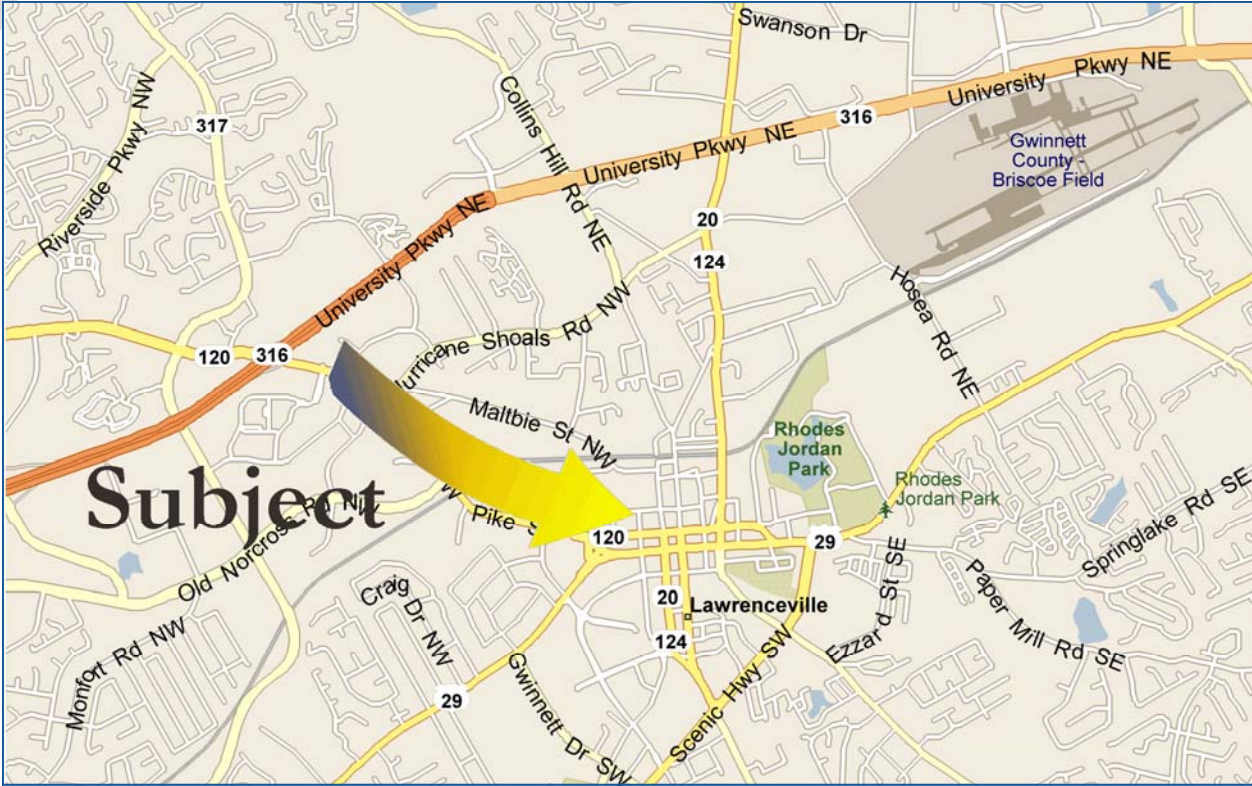 Swanson Dr
University Pkwy NE
Riverside Pkwy NW
317
Collins Hill Rd NE
316
University Pkwy NE
Gwinnett
County -
Briscoe Field
University Pkwy NE
20
124
Hosea Rd NE
Hurricane Shoals Rd NW
120
316
Maltbie St NW
Rhodes
Jordan
Park
Rhodes
Jordan Park
Subject
W Pike S
120
29
Old Norcross Rd NW
Springlake Rd SE
Craig Dr NW
20
Lawrenceville
Ezzard St SE
Paper Mill Rd SE
124
Monfort Rd NW
29
Gwinnett Dr SW
Scenic Hwy SW